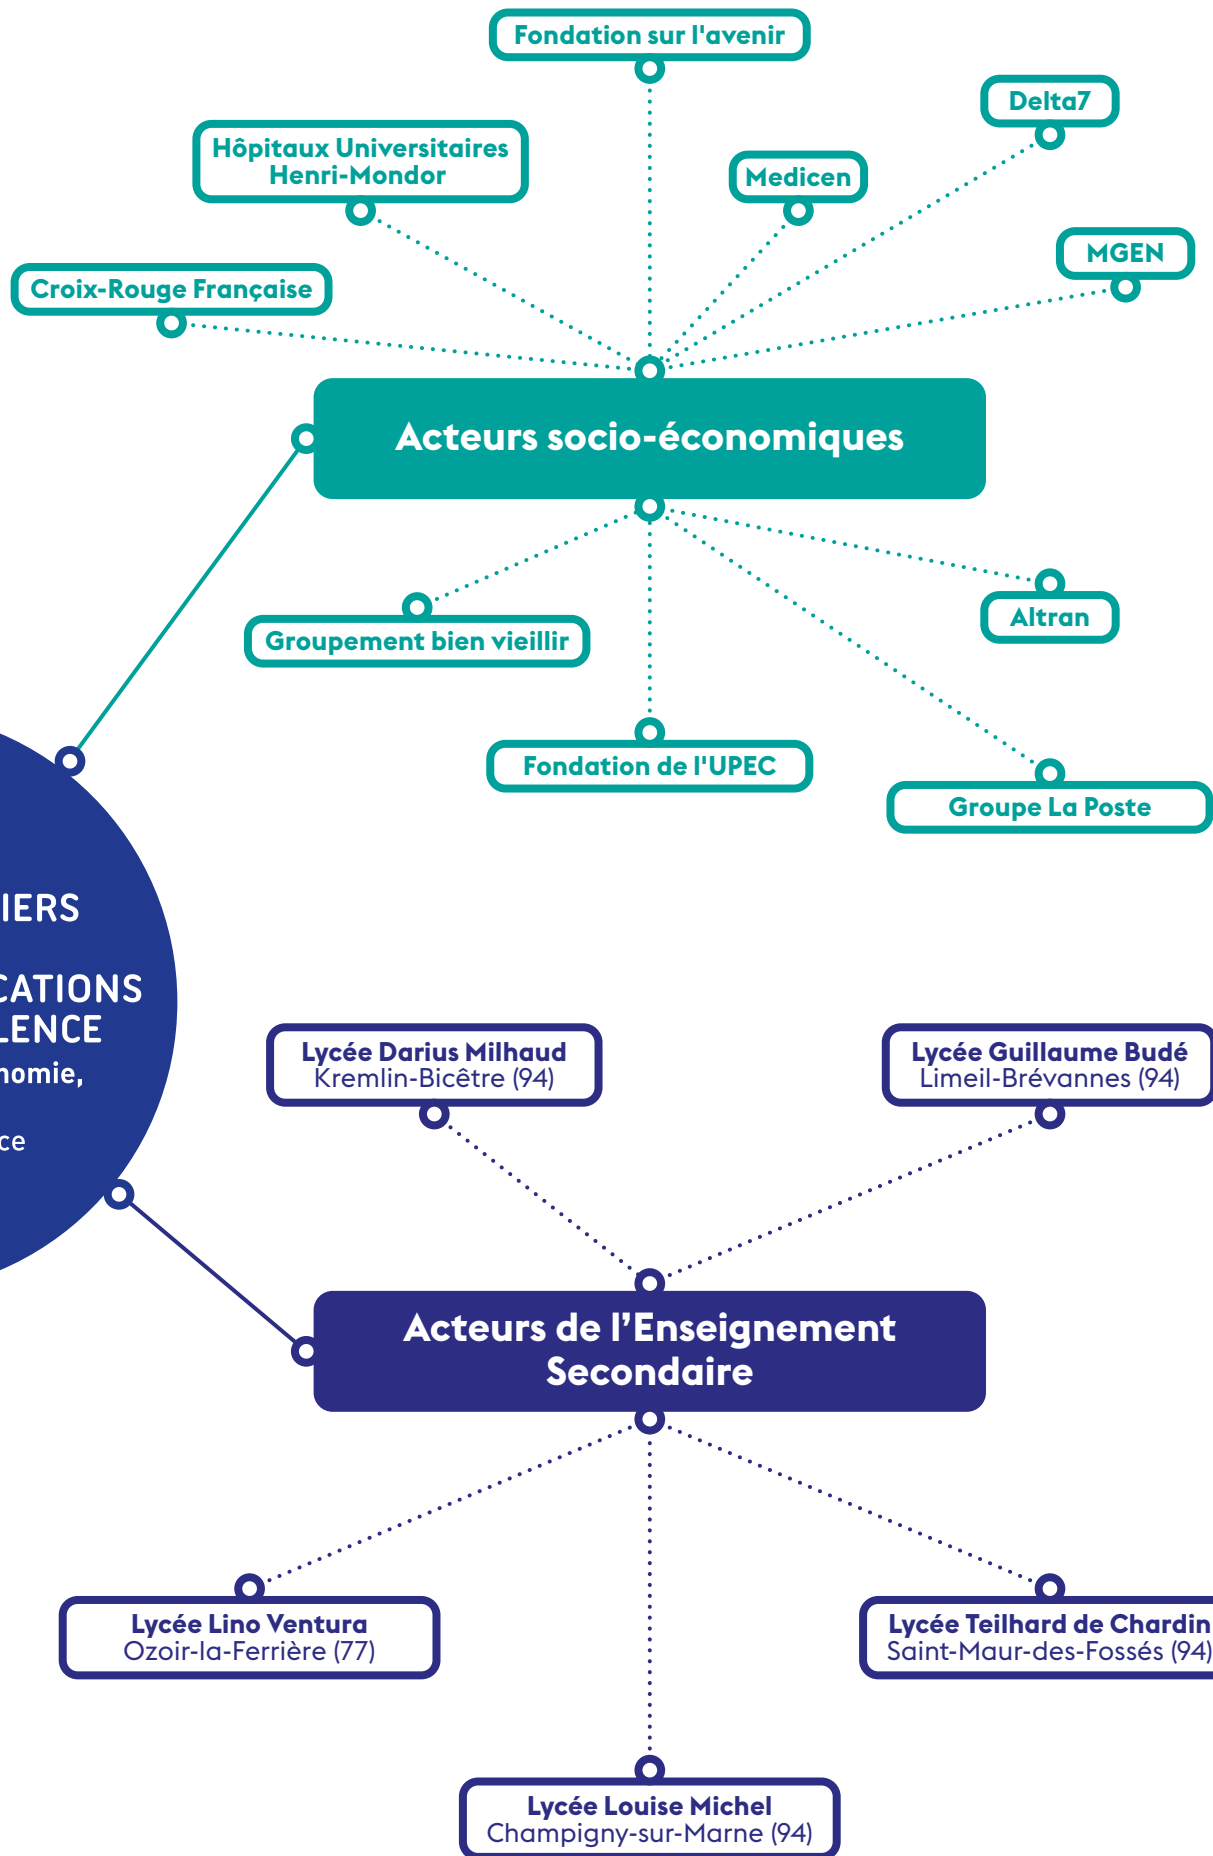 Fondation sur l'avenir
Delta7
Hôpitaux Universitaires
Henri-Mondor
Medicen
MGEN
Croix-Rouge Française
Acteurs socio-économiques
Altran
Groupement bien vieillir
Fondation de l'UPEC
Groupe La Poste
IERS
CATIONS
LENCE
nomie,
ce
Lycée Darius Milhaud
Kremlin-Bicêtre (94)
Lycée Guillaume Budé
Limeil-Brévannes (94)
Acteurs de l’Enseignement
Secondaire
Lycée Lino Ventura
Ozoir-la-Ferrière (77)
Lycée Teilhard de Chardin
Saint-Maur-des-Fossés (94)
Lycée Louise Michel
Champigny-sur-Marne (94)